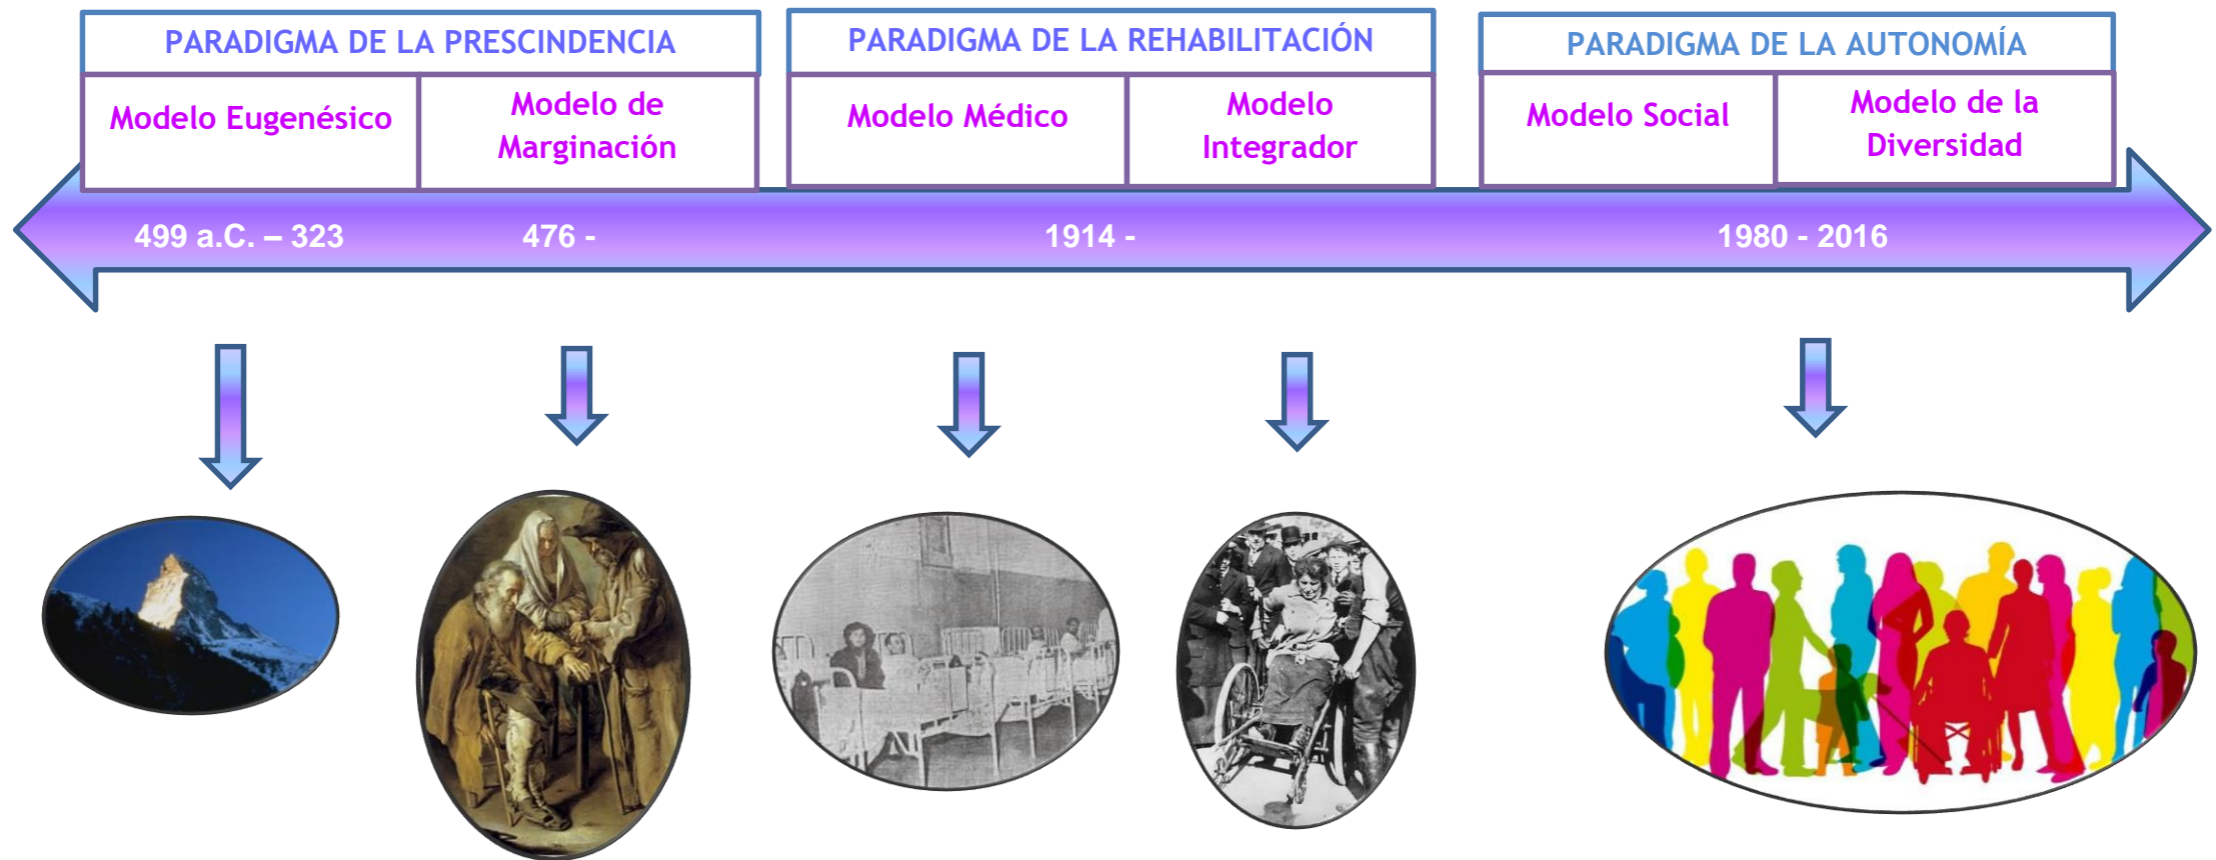 PARADIGMA DE LA PRESCINDENCIA
Modelo Eugenésico
Modelo de
Marginación
PARADIGMA DE LA REHABILITACIÓN
Modelo Médico
Modelo
Integrador
PARADIGMA DE LA AUTONOMÍA
Modelo Social
Modelo de la
Diversidad
499 a.C. – 323
476 -
1914 -
1980 - 2016